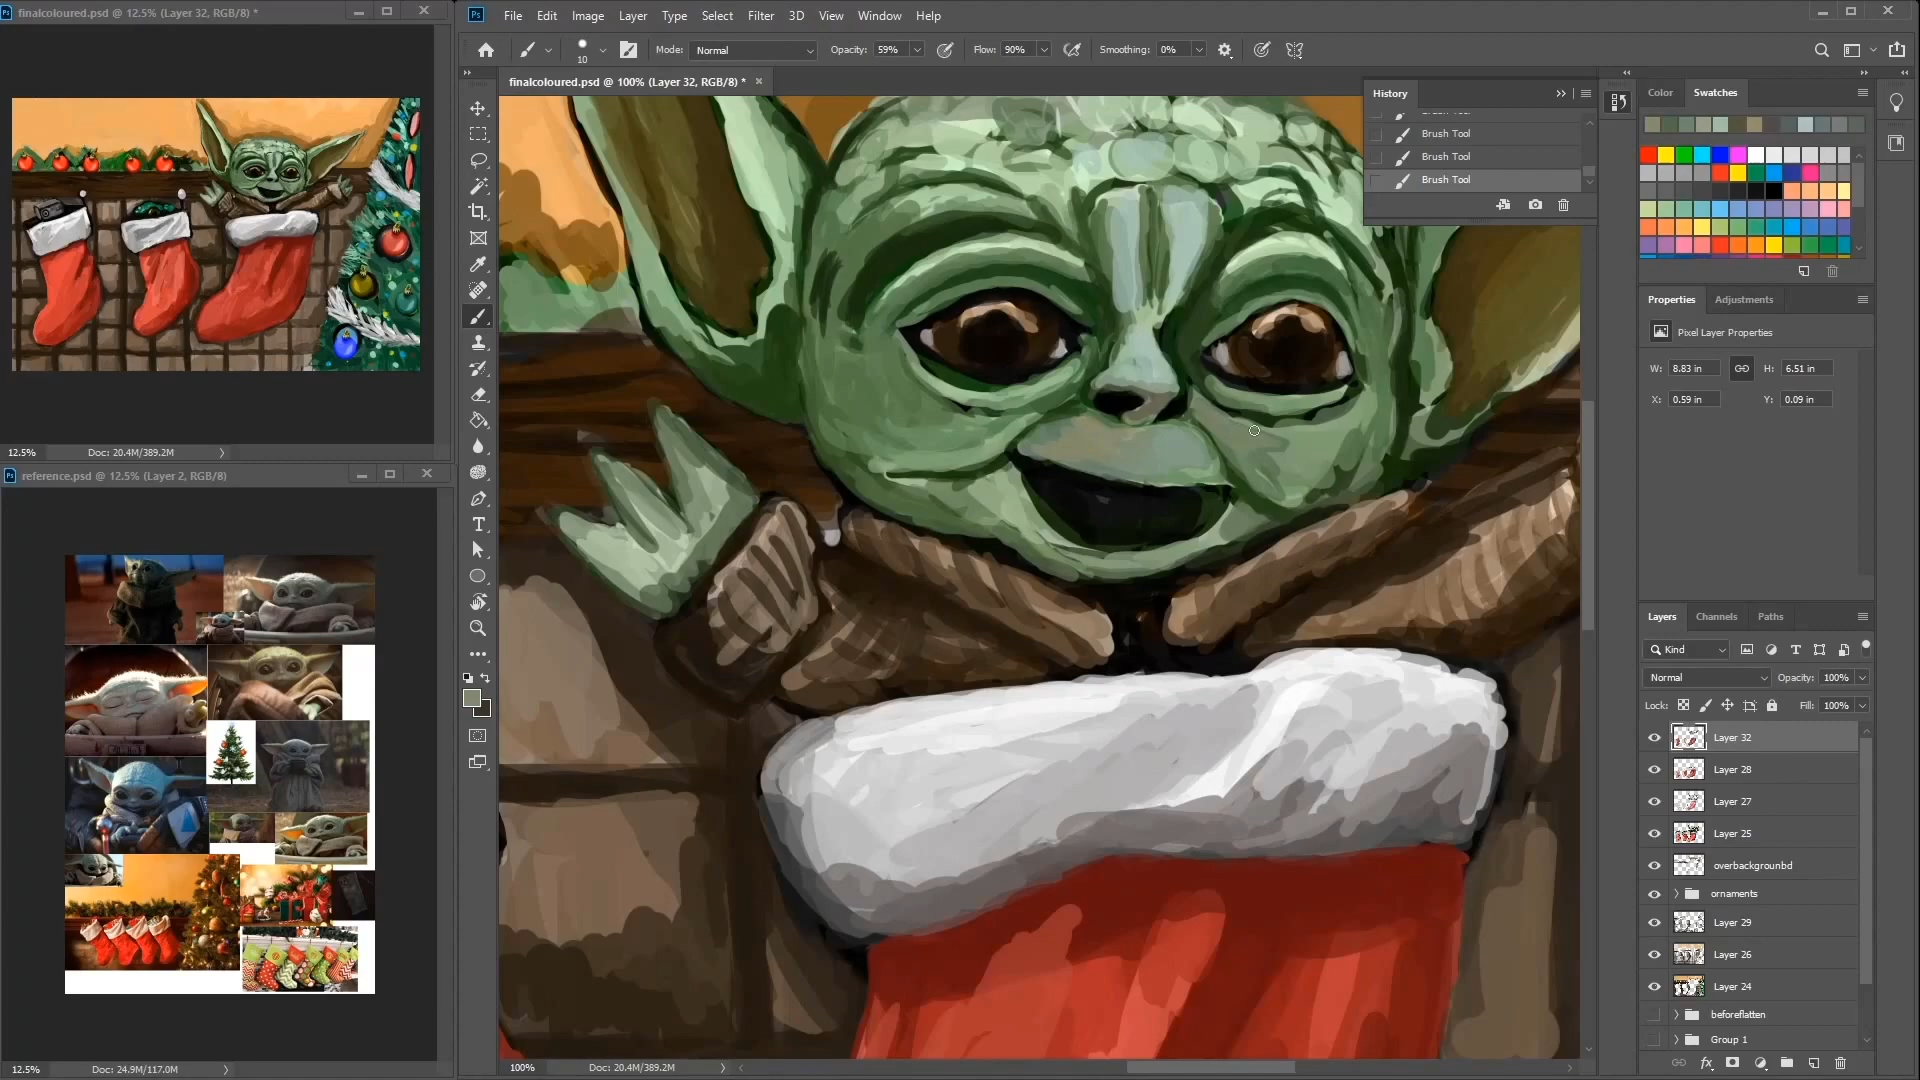 finalcoloured.psd @ 12.5% (Layer 32, RGB/8) *
12.5%
Doc: 20.4M/389.2M
reference.psd @ 12.5% (Layer 2, RGB/8)
12.5%
Doc: 24.9M/117.0M
Ps
File
Edit
Image
Layer
Type
Select
Filter
3D
View
Window
Help
10
Mode:
Normal
Opacity:
59%
Flow:
90%
Smoothing:
0%
finalcoloured.psd @ 100% (Layer 32, RGB/8) *
History
Brush Tool
Brush Tool
Brush Tool
100%
Doc: 20.4M/389.2M
Color
Swatches
Properties
Adjustments
Pixel Layer Properties
W:
8.83 in
H:
6.51 in
X:
0.59 in
Y:
0.09 in
Layers
Channels
Paths
Kind
Normal
Opacity:
100%
Lock:
Fill:
100%
Layer 32
Layer 28
Layer 27
Layer 25
overbackgrounbd
ornaments
Layer 29
Layer 26
Layer 24
beforeflatten
Group 1